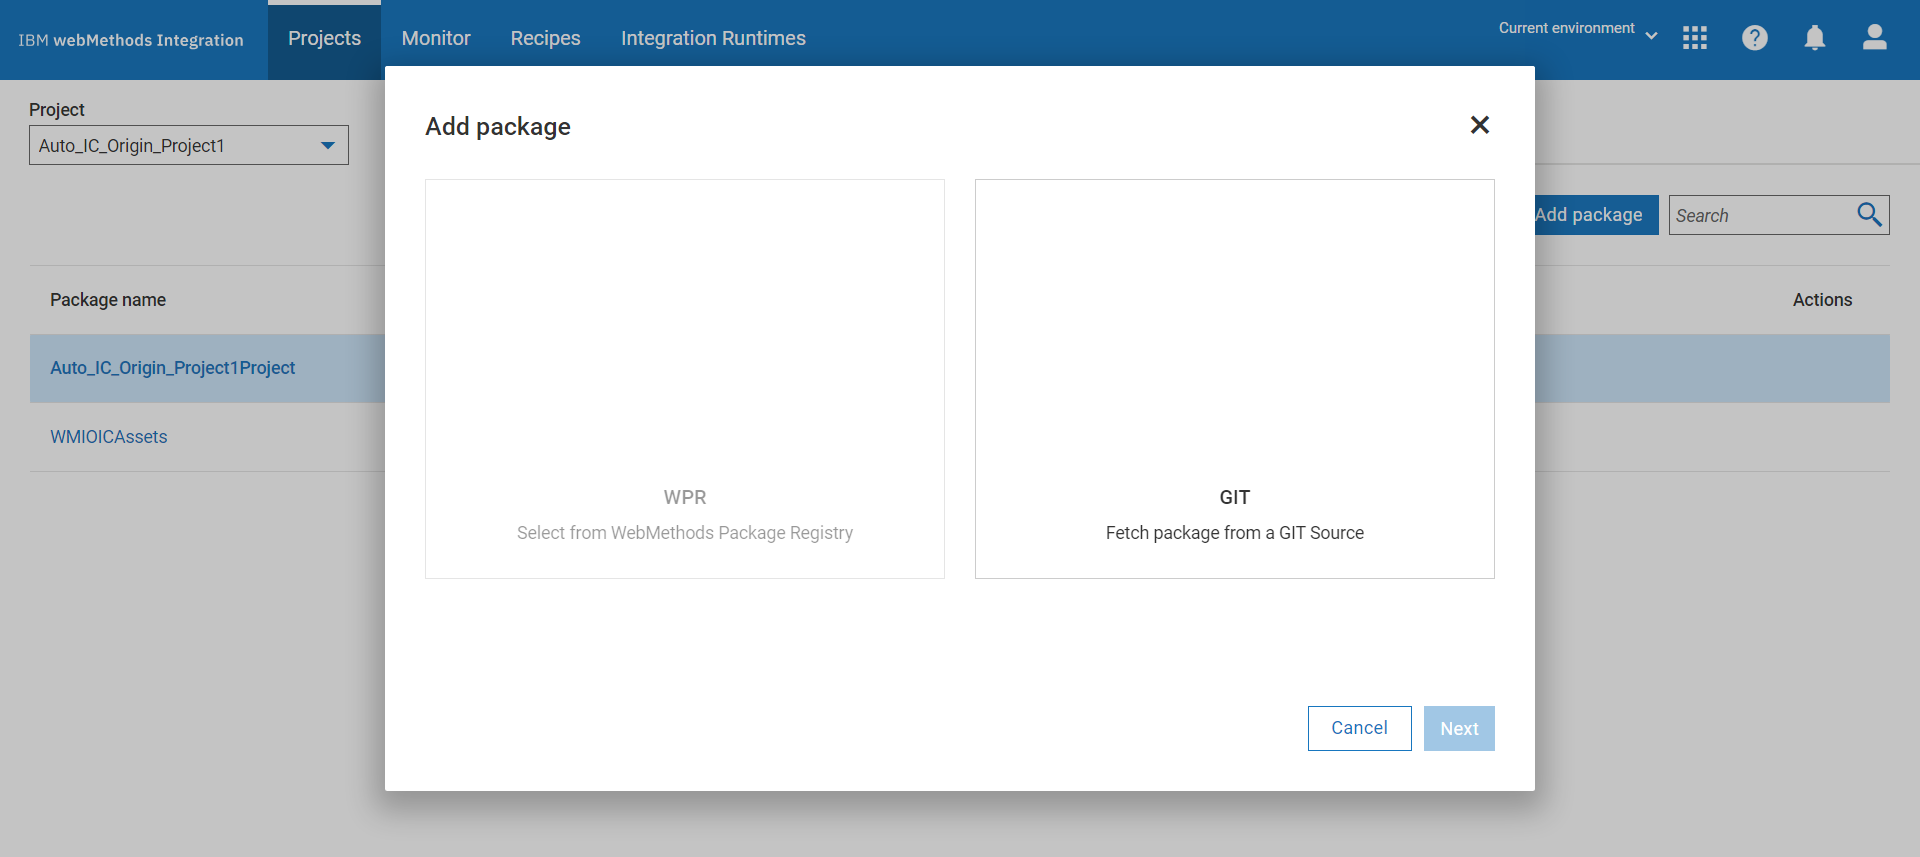 IBM webMethods Integration
Projects
Monitor
Recipes
Integration Runtimes
Current environment
Project
Auto_IC_Origin_Project1
Add package
Add package
Search
Package name
Actions
Auto_IC_Origin_Project1Project
WMIOICAssets
WPR
Select from WebMethods Package Registry
GIT
Fetch package from a GIT Source
Cancel
Next